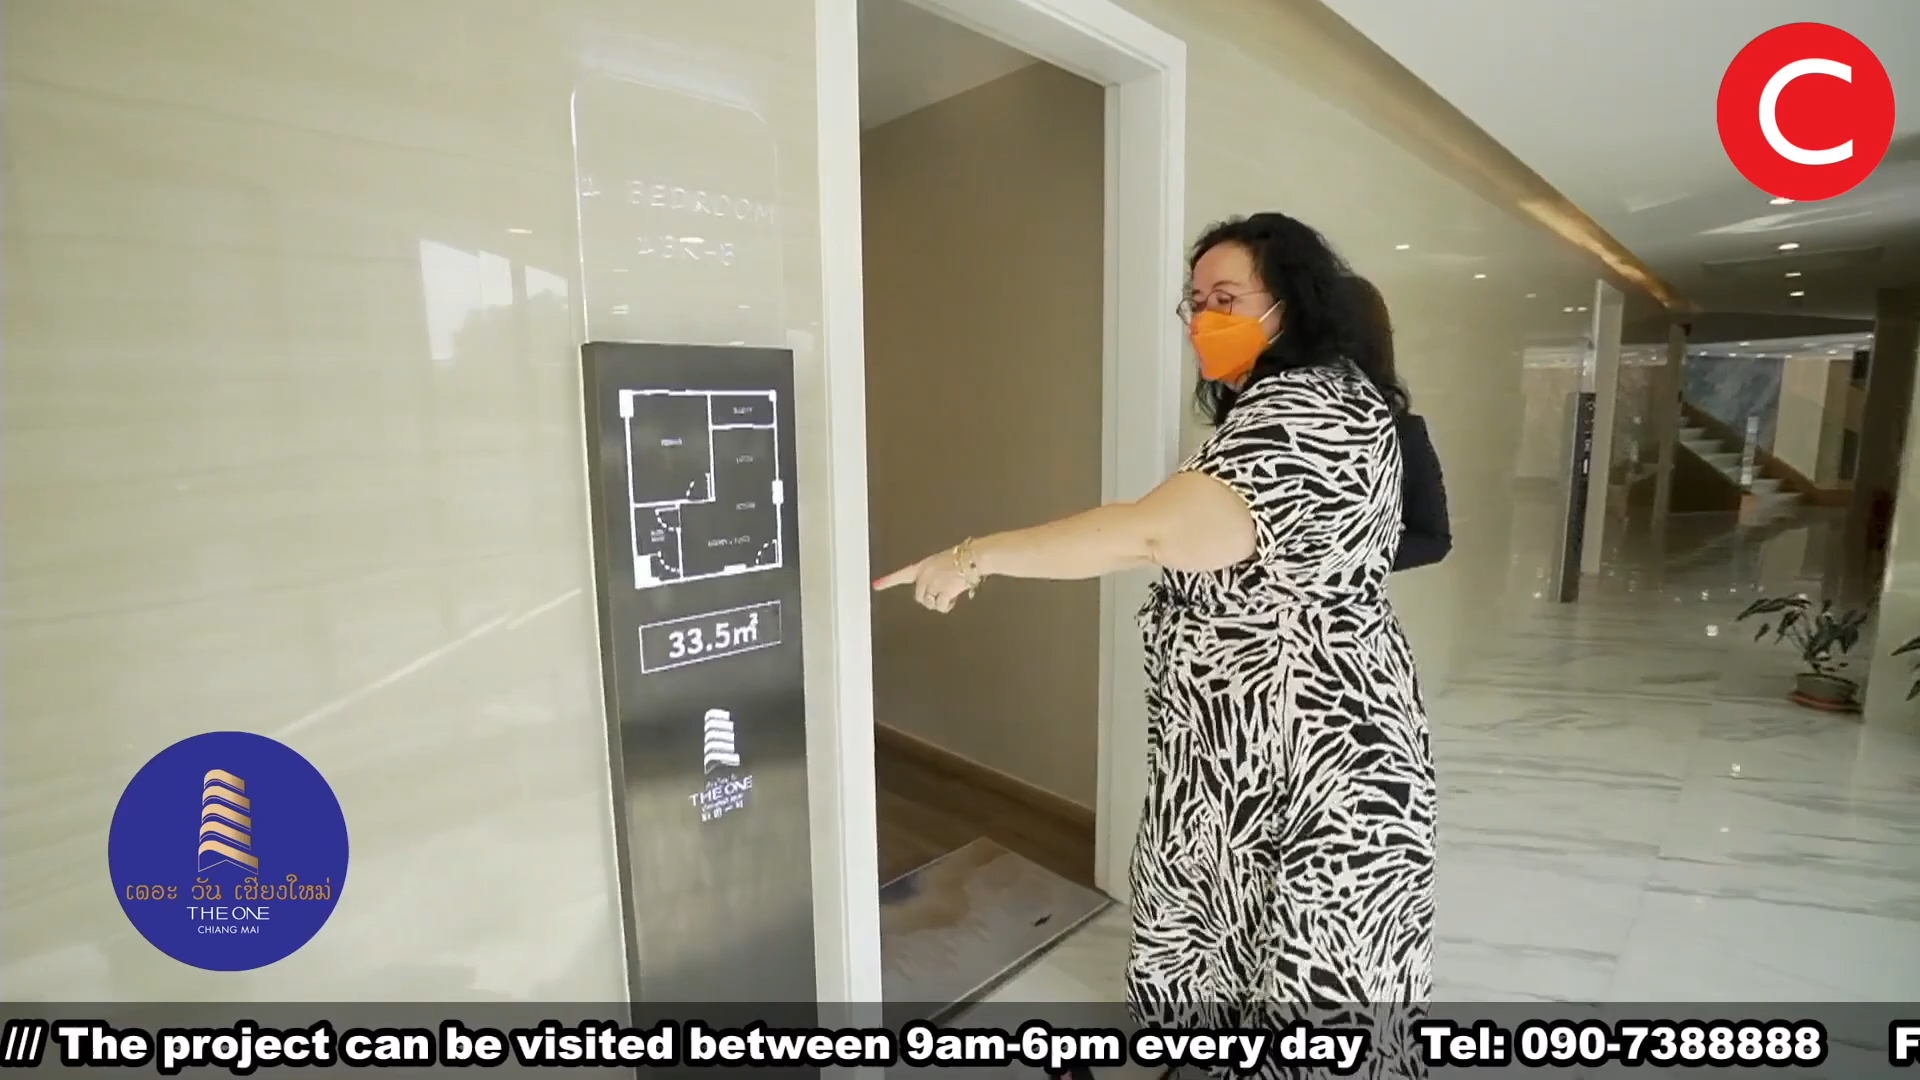 C
BEDROOM
33.5m²
THE ONE
เดอะ วัน เชียงใหม่
THE ONE
CHIANG MAI
/// The project can be visited between 9am-6pm every day Tel: 090-7388888 F